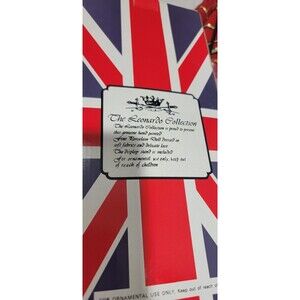 The Leonardo Collection
The Leonardo Collection is proud to present
this genuine hand painted
Fine Porcelain Doll dressed in
soft fabrics and delicate lace
The display stand is included
For ornamental use only, keep out
of reach of children
FOR ORNAMENTAL USE ONLY. Keep out of reach of